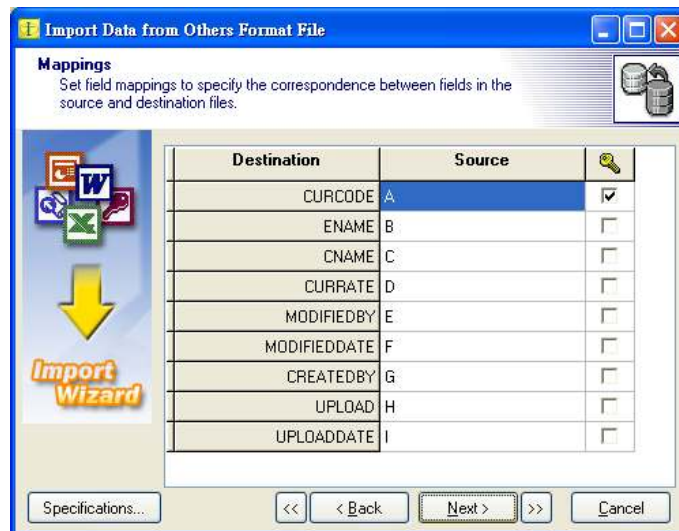 Import Data from Others Format File
Mappings
Set field mappings to specify the correspondence between fields in the
source and destination files.
Destination Source
CURCODE A
ENAME B
CNAME C
CURRATE D
MODIFIEDBY E
MODIFIEDDATE F
CREATEDBY G
UPLOAD H
UPLOADDATE I
Import
Wizard
Specifications... << < Back Next > >> Cancel